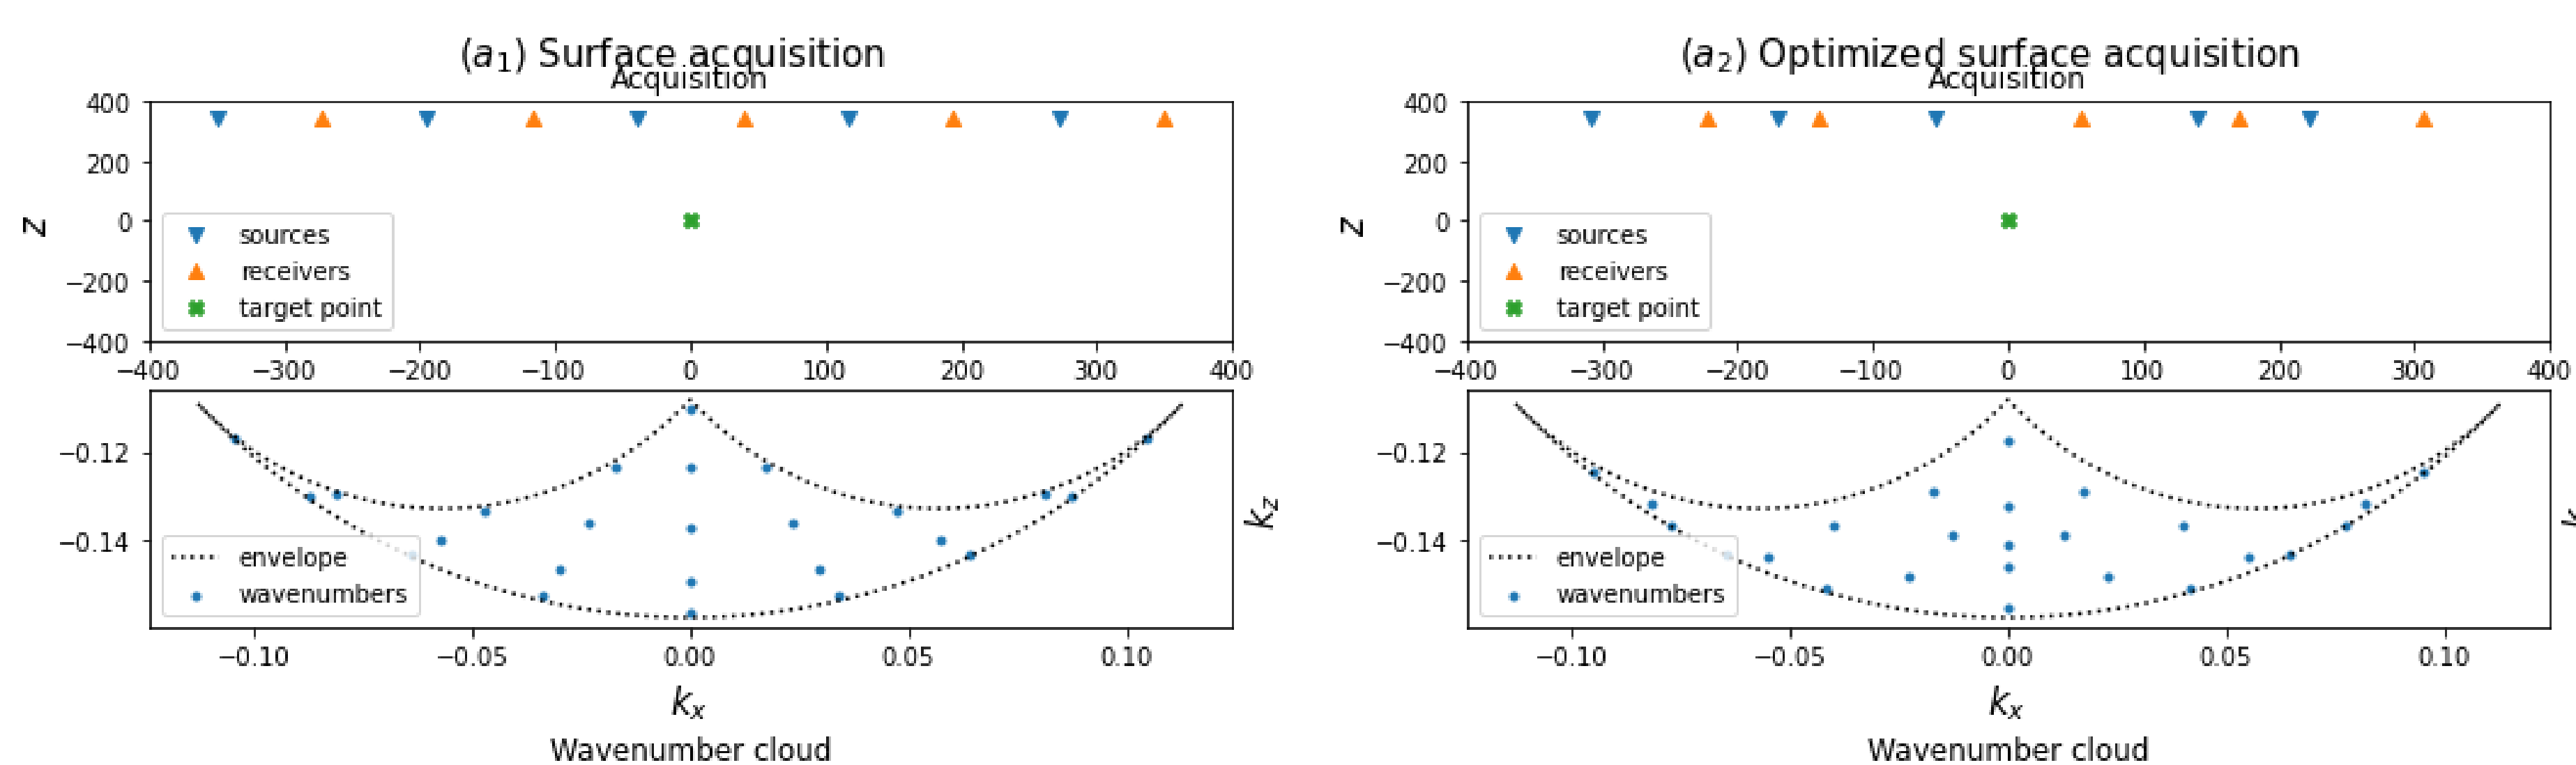 (a₁) Surface acquisition
Acquisition
400
200
0
−200
−400
z
sources
receivers
target point
−400 −300 −200 −100 0 100 200 300 400
−0.12
−0.14
k_z
envelope
wavenumbers
−0.10 −0.05 0.00 0.05 0.10
k_x
Wavenumber cloud
(a₂) Optimized surface acquisition
Acquisition
400
200
0
−200
−400
z
sources
receivers
target point
−400 −300 −200 −100 0 100 200 300 400
−0.12
−0.14
envelope
wavenumbers
−0.10 −0.05 0.00 0.05 0.10
k_x
Wavenumber cloud